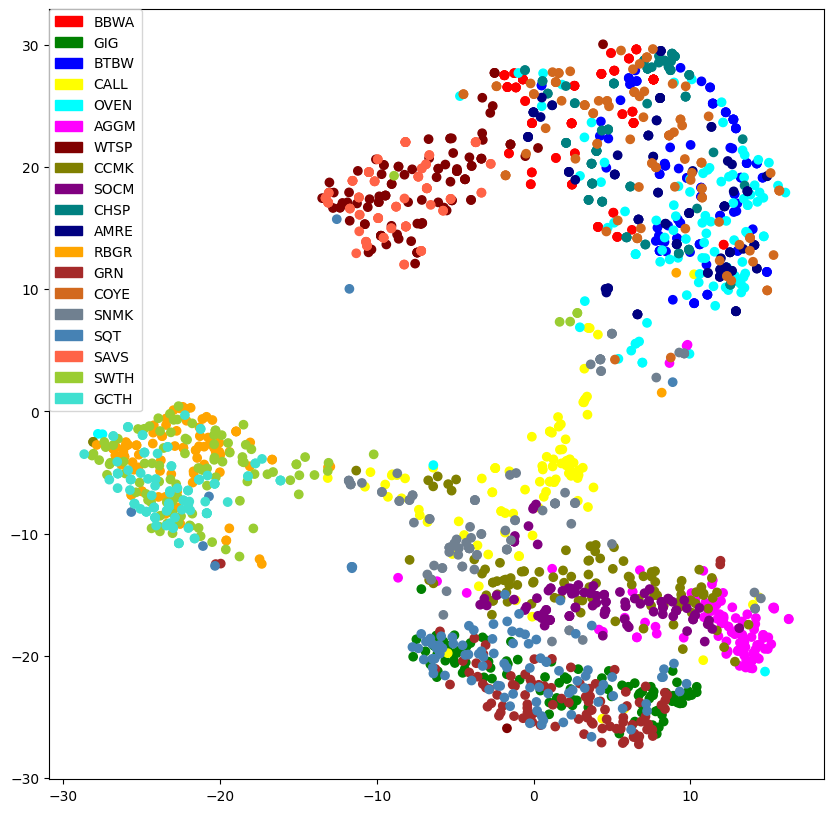 BBWA
GIG
BTBW
CALL
OVEN
AGGM
WTSP
CCMK
SOCM
CHSP
AMRE
RBGR
GRN
COYE
SNMK
SQT
SAVS
SWTH
GCTH
30
20
10
0
−10
−20
−30
−30 −20 −10 0 10